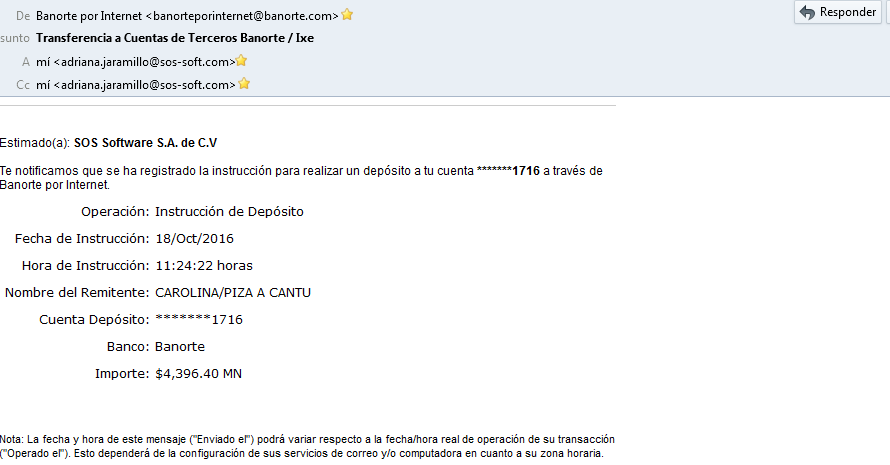 De Banorte por Internet <banorteporinternet@banorte.com>
Responder
sunto Transferencia a Cuentas de Terceros Banorte / Ixe
A mí <adriana.jaramillo@sos-soft.com>
Cc mí <adriana.jaramillo@sos-soft.com>
Estimado(a): SOS Software S.A. de C.V
Te notificamos que se ha registrado la instrucción para realizar un depósito a tu cuenta *******1716 a través de
Banorte por Internet.
Operación: Instrucción de Depósito
Fecha de Instrucción: 18/Oct/2016
Hora de Instrucción: 11:24:22 horas
Nombre del Remitente: CAROLINA/PIZA A CANTU
Cuenta Depósito: *******1716
Banco: Banorte
Importe: $4,396.40 MN
Nota: La fecha y hora de este mensaje ("Enviado el") podrá variar respecto a la fecha/hora real de operación de su transacción
("Operado el"). Esto dependerá de la configuración de sus servicios de correo y/o computadora en cuanto a su zona horaria.